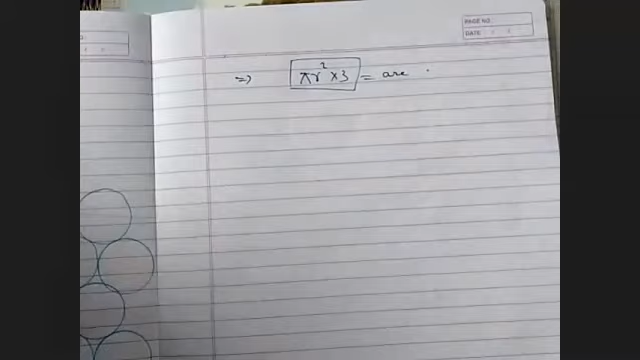 PAGE NO.
DATE: / /
⇒ πr²×3 = are